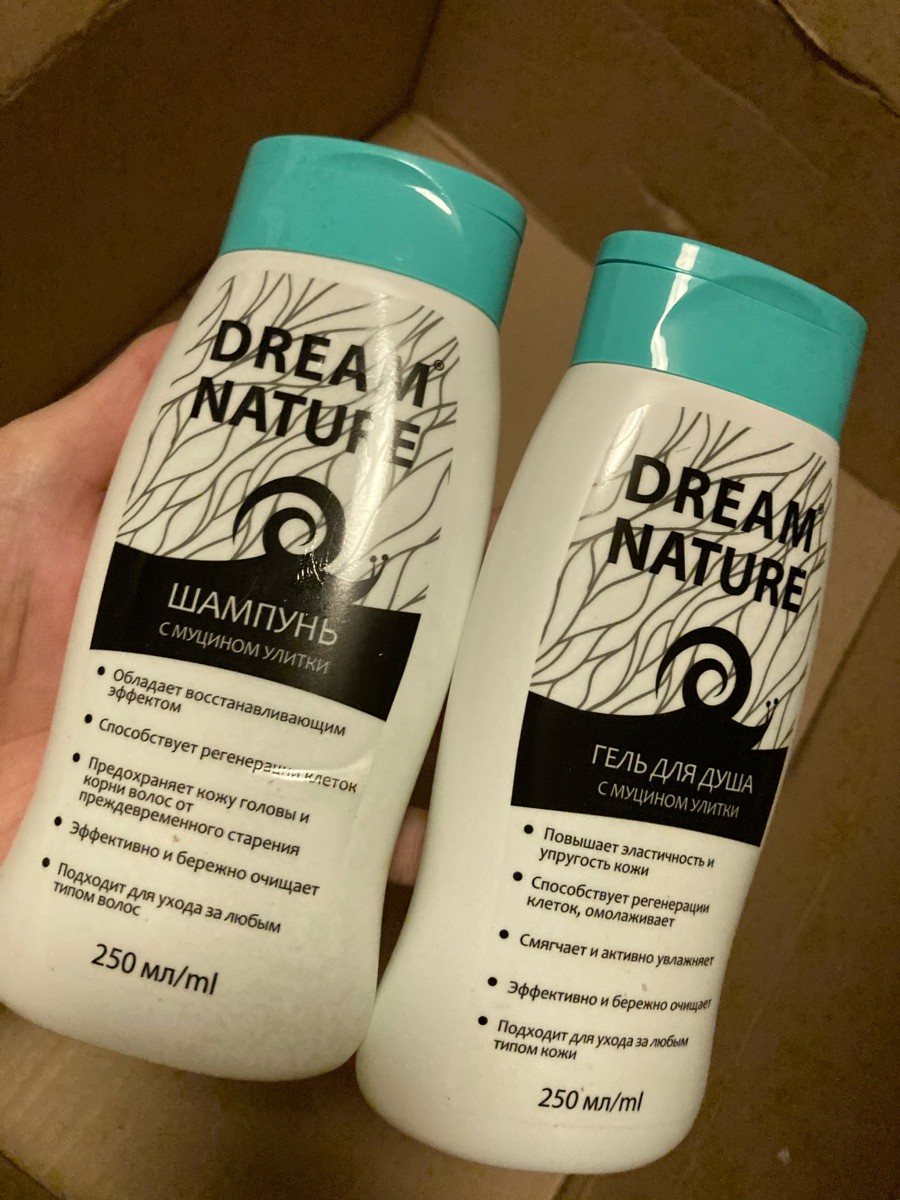 DREAM®
NATURE
ШАМПУНЬ
С МУЦИНОМ УЛИТКИ
• Обладает восстанавливающим
эффектом
• Способствует регенерации клеток
• Предохраняет кожу головы и
корни волос от
преждевременного старения
• Эффективно и бережно очищает
• Подходит для ухода за любым
типом волос
250 мл/ml
DREAM®
NATURE
ГЕЛЬ ДЛЯ ДУША
С МУЦИНОМ УЛИТКИ
• Повышает эластичность и
упругость кожи
• Способствует регенерации
клеток, омолаживает
• Смягчает и активно увлажняет
• Эффективно и бережно очищает
• Подходит для ухода за любым
типом кожи
250 мл/ml